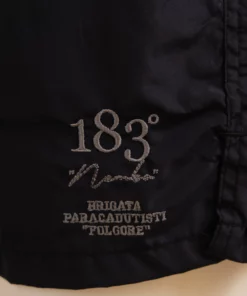 183°
"Nembo"
BRIGATA
PARACADUTISTI
"FOLGORE"